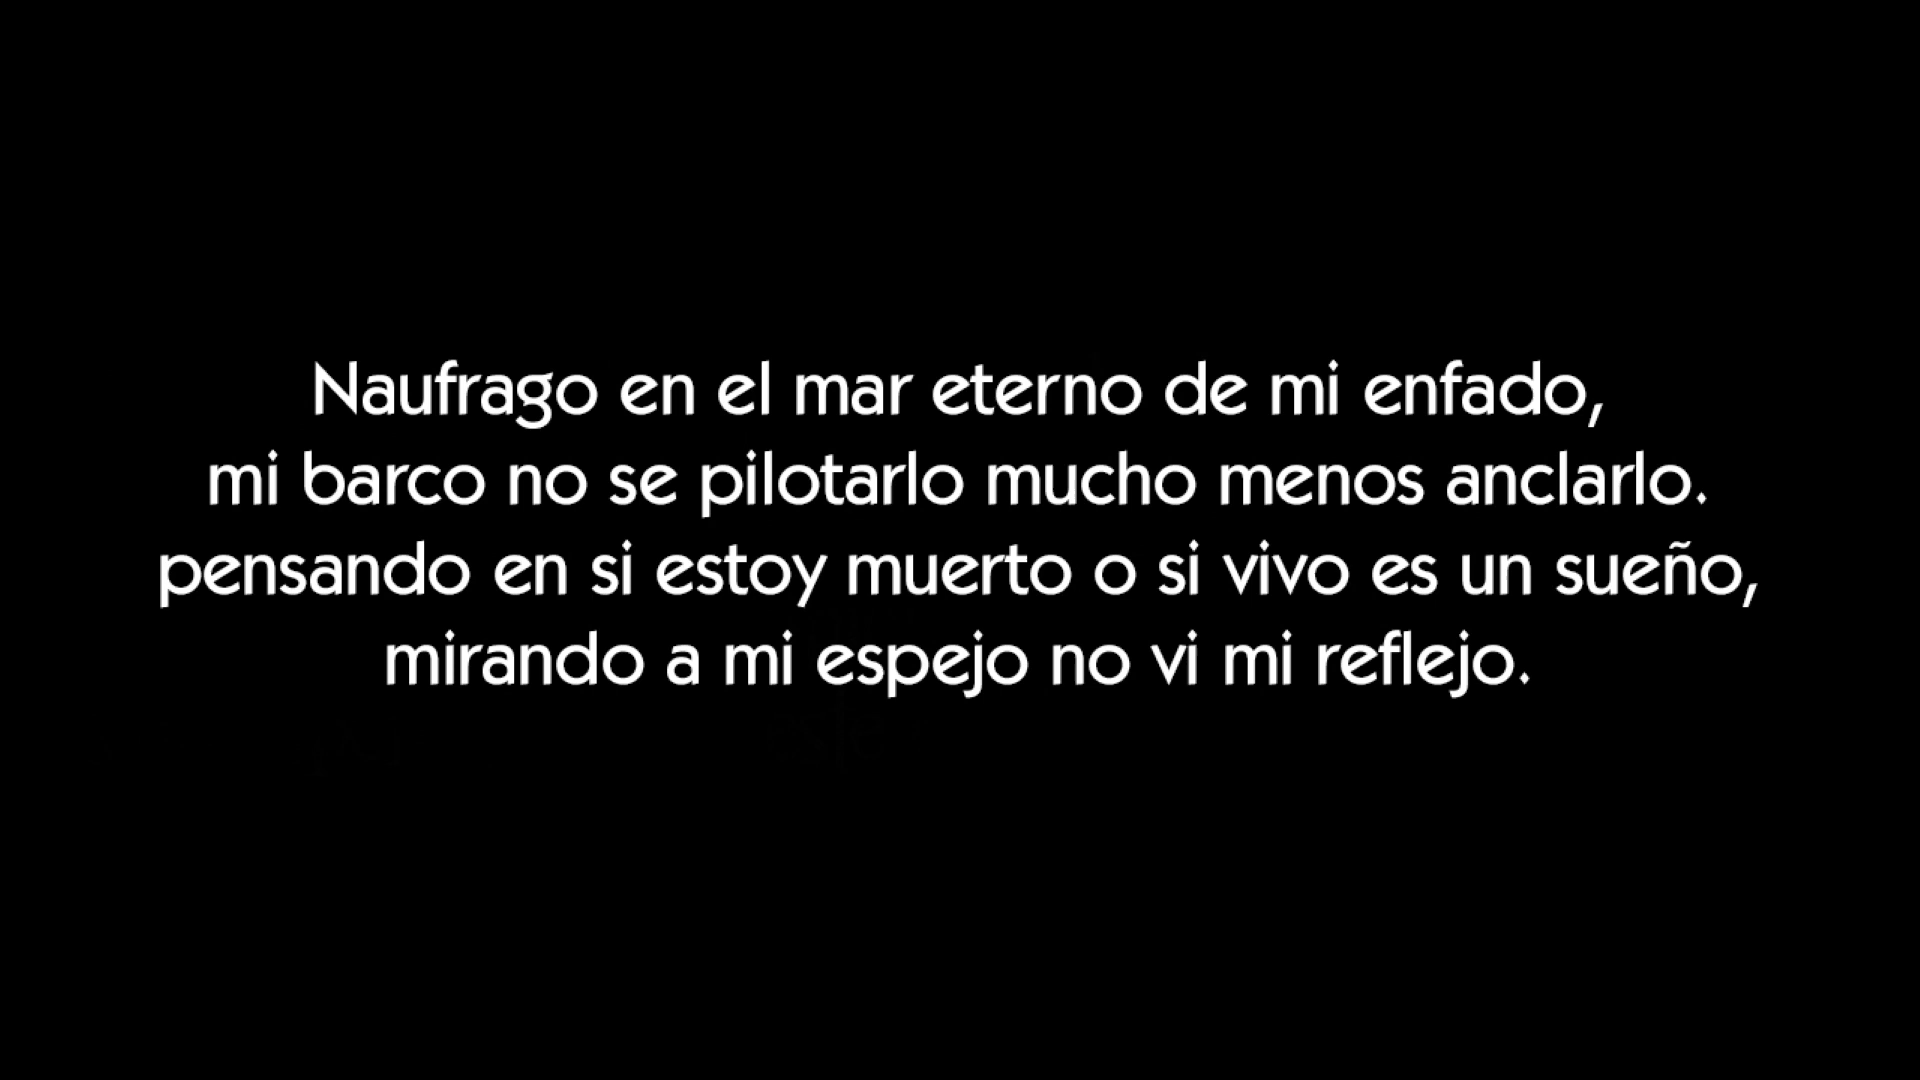 Naufrago en el mar eterno de mi enfado,
mi barco no se pilotarlo mucho menos anclarlo.
pensando en si estoy muerto o si vivo es un sueño,
mirando a mi espejo no vi mi reflejo.